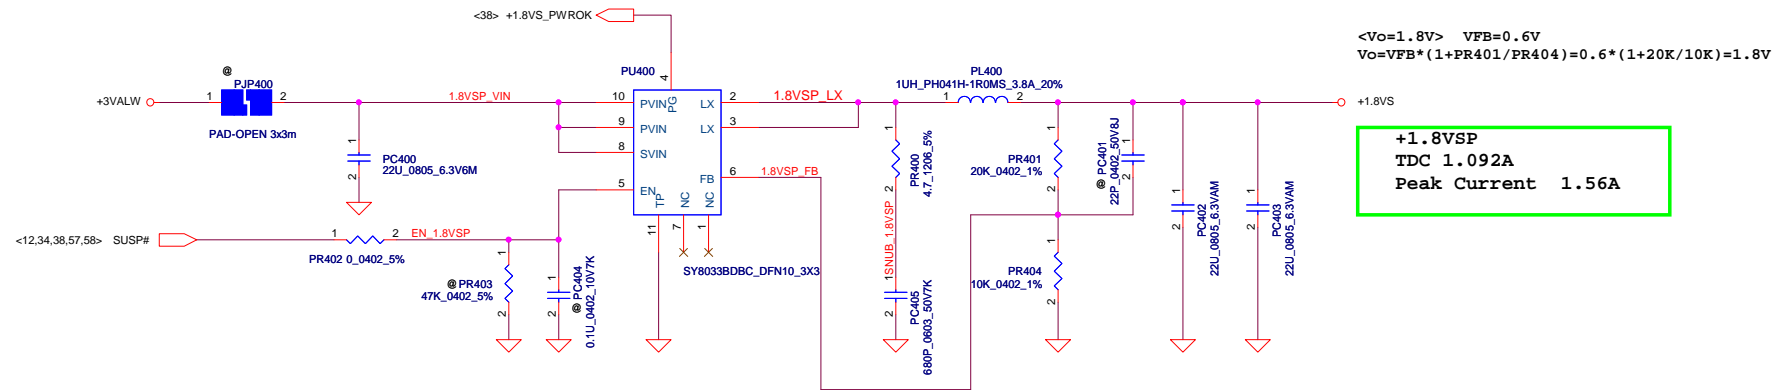 <38> +1.8VS_PWROK
<Vo=1.8V> VFB=0.6V
Vo=VFB*(1+PR401/PR404)=0.6*(1+20K/10K)=1.8V
@
PJP400
PU400
PL400
1UH_PH041H-1R0MS_3.8A_20%
+3VALW
1
2
1.8VSP_VIN
10
PVIN
PG
4
LX
2
1.8VSP_LX
1
2
+1.8VS
PAD-OPEN 3x3m
9
PVIN
LX
3
8
SVIN
1
2
PC400
22U_0805_6.3V6M
1
2
PR400
4.7_1206_5%
1
2
PR401
20K_0402_1%
1
2
@ PC401
22P_0402_50V8J
+1.8VSP
TDC 1.092A
Peak Current 1.56A
FB
6
1.8VSP_FB
5
EN
TP
NC
NC
11
7
1
SY8033BDBC_DFN10_3X3
<12,34,38,57,58> SUSP#
1
2
EN_1.8VSP
PR402 0_0402_5%
1
2
@ PR403
47K_0402_5%
1
2
@ PC404
0.1U_0402_10V7K
SNUB_1.8VSP
1
2
PC405
680P_0603_50V7K
1
2
PR404
10K_0402_1%
1
2
PC402
22U_0805_6.3VAM
1
2
PC403
22U_0805_6.3VAM